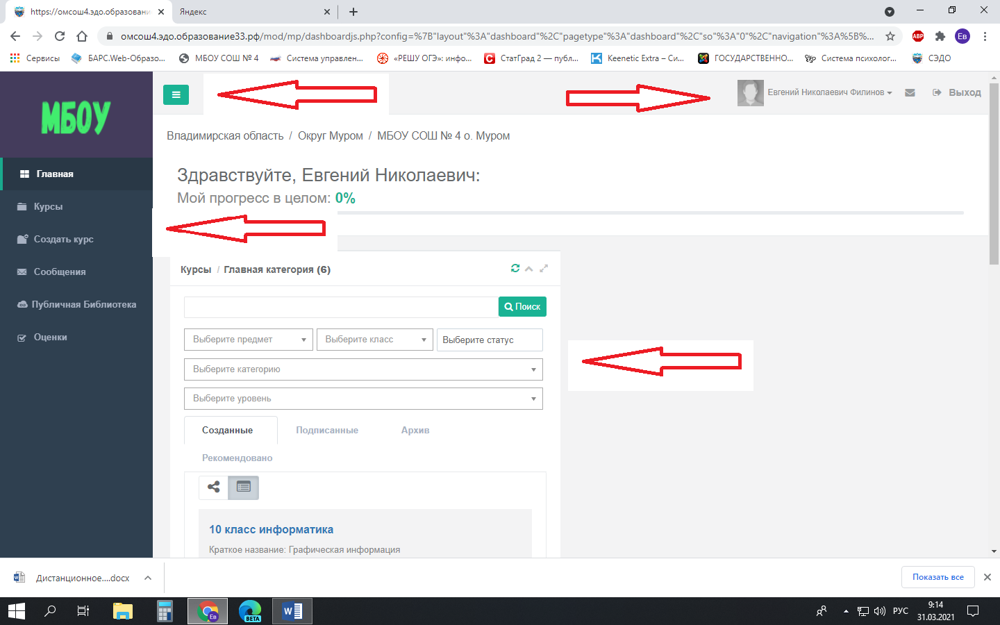 https://омсош4.эдо.образовани
Яндекс
омсош4.эдо.образование33.рф/mod/mp/dashboardjs.php?config=%7B"layout"%3A"dashboard"%2C"pagetype"%3A"dashboard"%2C"so"%3A"0"%2C"navigation"%3A%5B%...
ABP
Ев
Сервисы
БАРС.Web-Образо...
МБОУ СОШ № 4
Система управлен...
«РЕШУ ОГЭ»: инфо...
СтатГрад 2 — публ...
Keenetic Extra – Си...
ГОСУДАРСТВЕННО...
Система психолог...
СЭДО
МБОУ
Евгений Николаевич Филинов
Выход
Владимирская область / Округ Муром / МБОУ СОШ № 4 о. Муром
Главная
Курсы
Создать курс
Сообщения
Публичная Библиотека
Оценки
Здравствуйте, Евгений Николаевич:
Мой прогресс в целом: 0%
Курсы / Главная категория (6)
Поиск
Выберите предмет
Выберите класс
Выберите статус
Выберите категорию
Выберите уровень
Созданные
Подписанные
Архив
Рекомендовано
10 класс информатика
Краткое название: Графическая информация
Дистанционное....docx
Показать все
Ев
BETA
РУС
9:14
31.03.2021